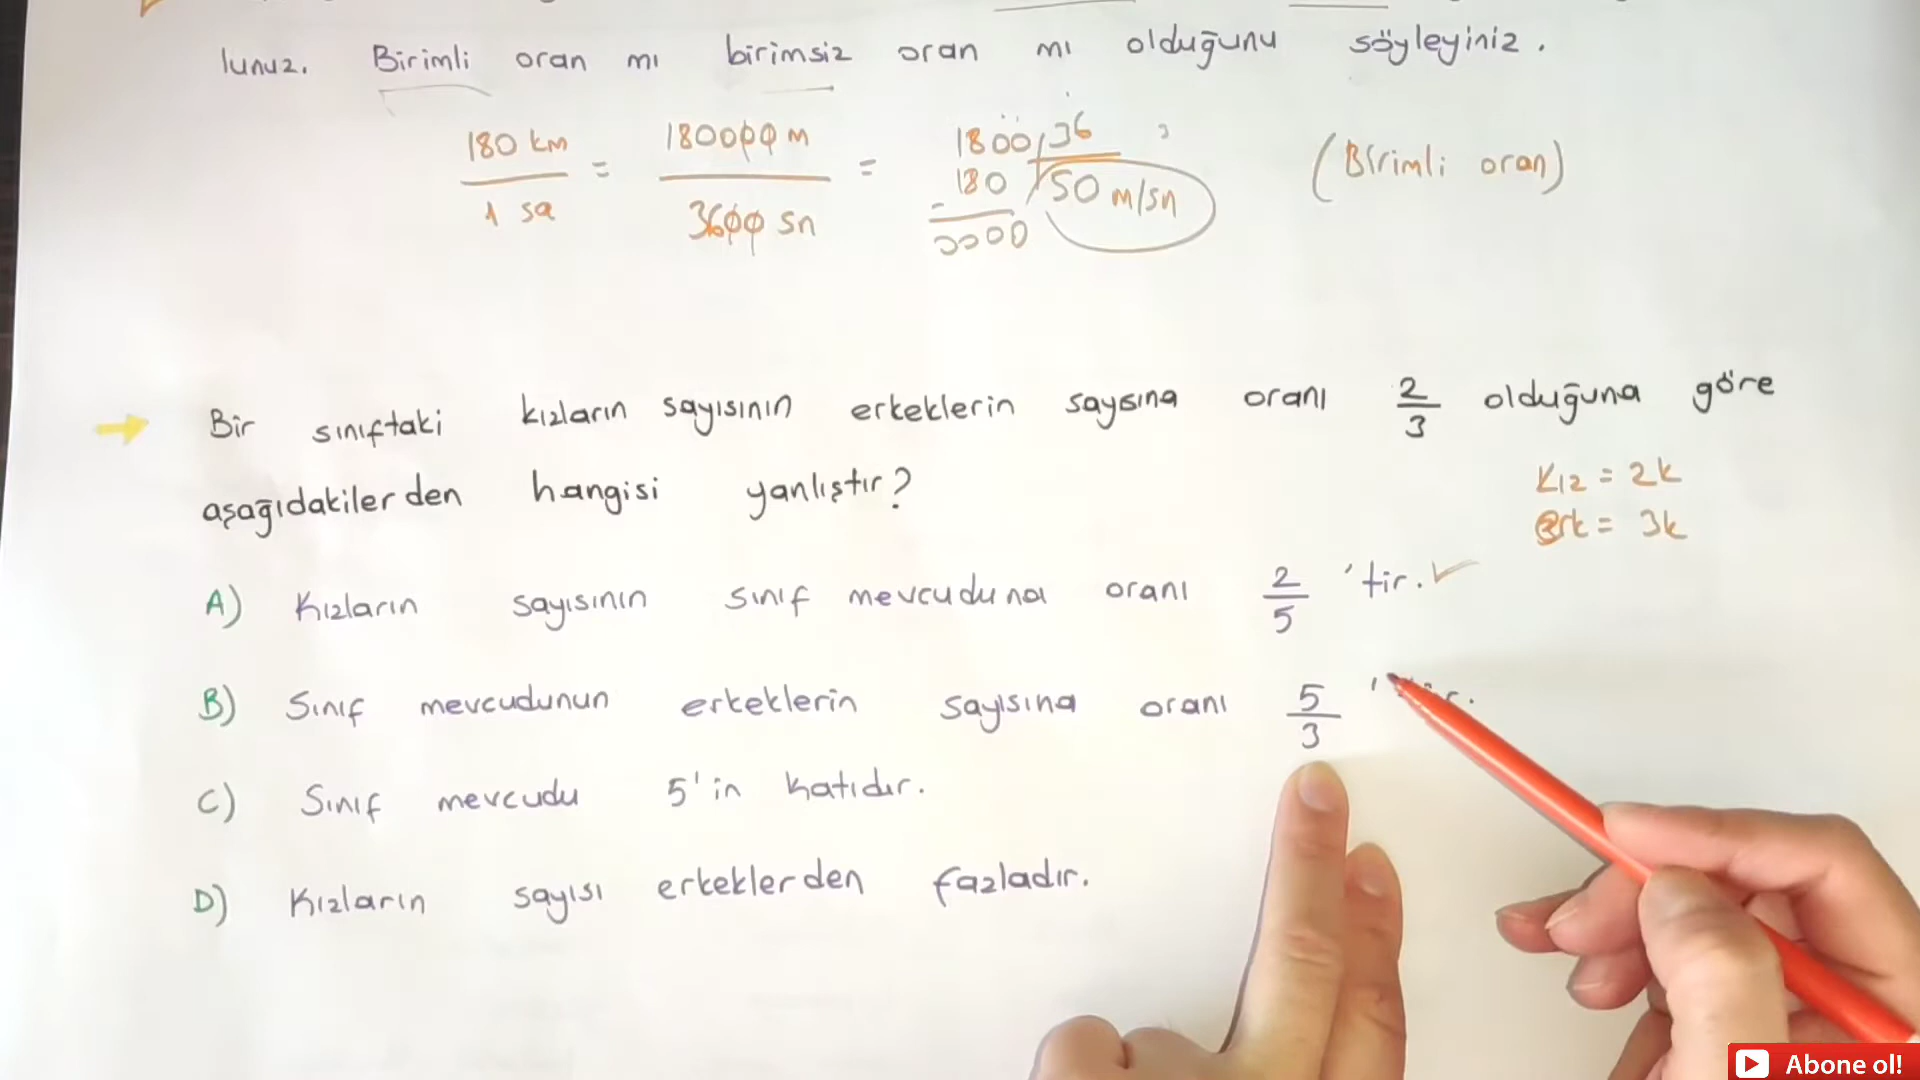 lunuz. Birimli oran mı birimsiz oran mı olduğunu söyleyiniz.
180 km / 1 sa = 180000 m / 3600 sn = 1800 36 (Birimli oran)
- 180 50 m/sn
0000
Bir sınıftaki kızların sayısının erkeklerin sayısına oranı 2/3 olduğuna göre
aşağıdakilerden hangisi yanlıştır?
Kız = 2k
Erk = 3k
A) Kızların sayısının sınıf mevcuduna oranı 2/5 'tir.
B) Sınıf mevcudunun erkeklerin sayısına oranı 5/3
C) Sınıf mevcudu 5'in katıdır.
D) Kızların sayısı erkeklerden fazladır.
Abone ol!